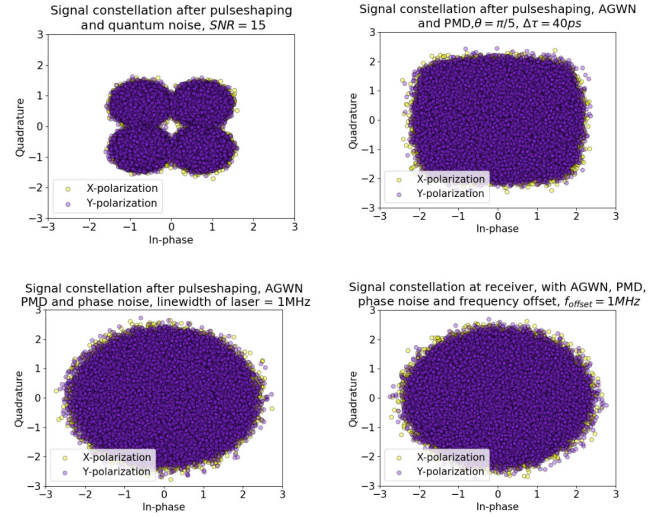 Signal constellation after pulseshaping
and quantum noise, SNR = 15
Quadrature
3
2
1
0
−1
−2
−3
X-polarization
Y-polarization
−3 −2 −1 0 1 2 3
In-phase
Signal constellation after pulseshaping, AGWN
and PMD,θ = π/5, Δτ = 40ps
Quadrature
3
2
1
0
−1
−2
−3
X-polarization
Y-polarization
−3 −2 −1 0 1 2 3
In-phase
Signal constellation after pulseshaping, AGWN
PMD and phase noise, linewidth of laser = 1MHz
Quadrature
3
2
1
0
−1
−2
−3
X-polarization
Y-polarization
−3 −2 −1 0 1 2 3
In-phase
Signal constellation at receiver, with AGWN, PMD,
phase noise and frequency offset, foffset = 1MHz
Quadrature
3
2
1
0
−1
−2
−3
X-polarization
Y-polarization
−3 −2 −1 0 1 2 3
In-phase